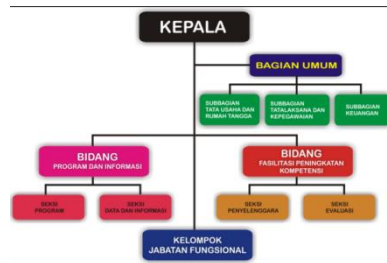 KEPALA
BAGIAN UMUM
SUBBAGIAN
TATA USAHA DAN
RUMAH TANGGA
SUBBAGIAN
TATALAKSANA DAN
KEPEGAWAIAN
SUBBAGIAN
KEUANGAN
BIDANG
PROGRAM DAN INFORMASI
BIDANG
FASILITASI PENINGKATAN
KOMPETENSI
SEKSI
PROGRAM
SEKSI
DATA DAN INFORMASI
SEKSI
PENYELENGGARA
SEKSI
EVALUASI
KELOMPOK
JABATAN FUNGSIONAL